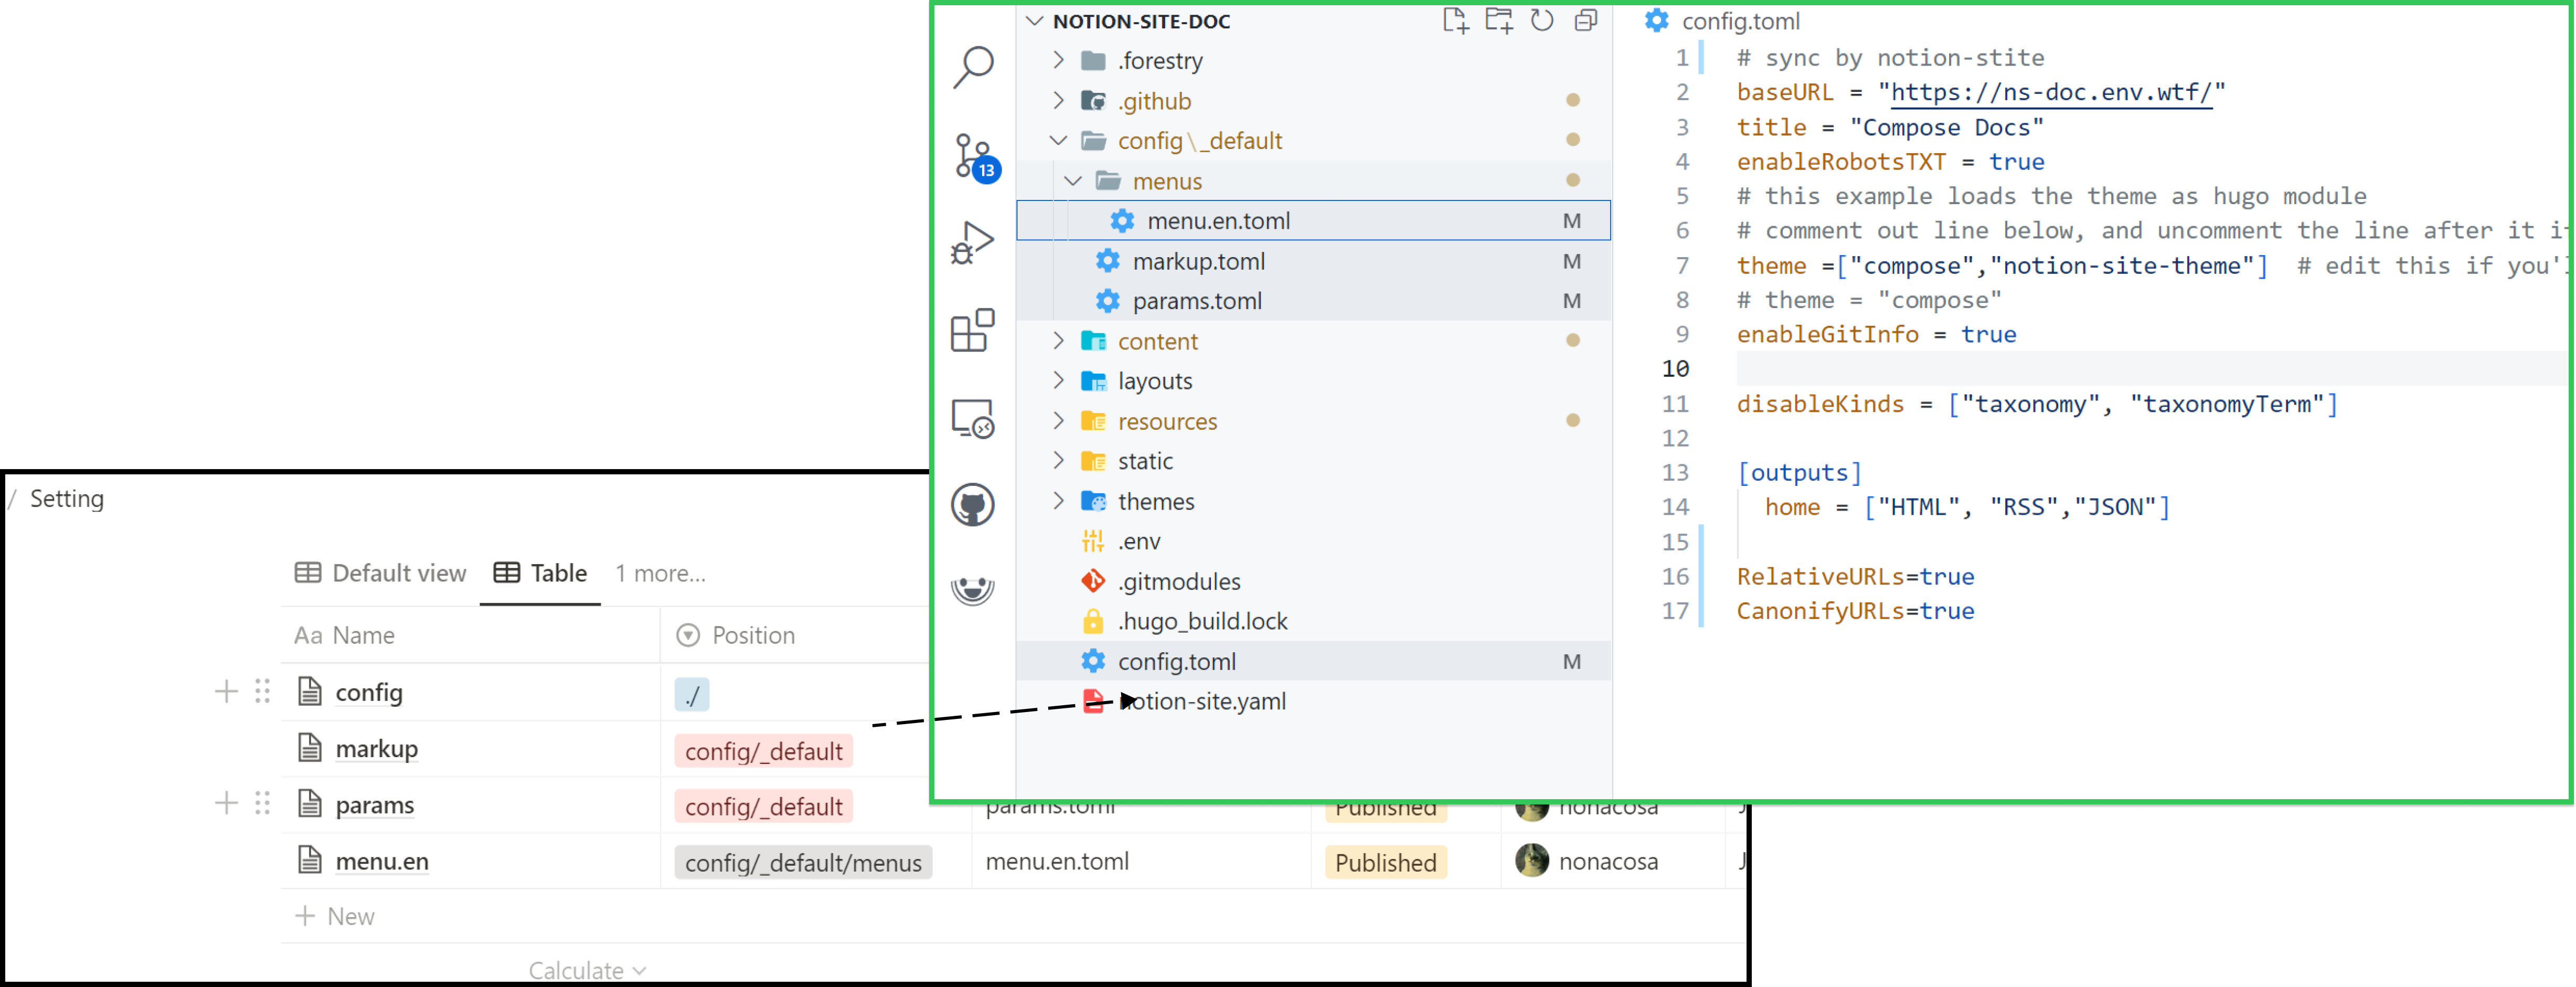 NOTION-SITE-DOC
.forestry
.github
config\_default
menus
menu.en.toml M
markup.toml M
params.toml M
content
layouts
resources
static
themes
.env
.gitmodules
.hugo_build.lock
config.toml M
notion-site.yaml
13
config.toml
1 # sync by notion-stite
2 baseURL = "https://ns-doc.env.wtf/"
3 title = "Compose Docs"
4 enableRobotsTXT = true
5 # this example loads the theme as hugo module
6 # comment out line below, and uncomment the line after it
7 theme =["compose","notion-site-theme"]  # edit this if
8 # theme = "compose"
9 enableGitInfo = true
10
11 disableKinds = ["taxonomy", "taxonomyTerm"]
12
13 [outputs]
14 home = ["HTML", "RSS","JSON"]
15
16 RelativeURLs=true
17 CanonifyURLs=true
/ Setting
Default view Table 1 more...
Aa Name Position
config ./
markup config/_default
params config/_default params.toml Published nonacosa
menu.en config/_default/menus menu.en.toml Published nonacosa
+ New
Calculate